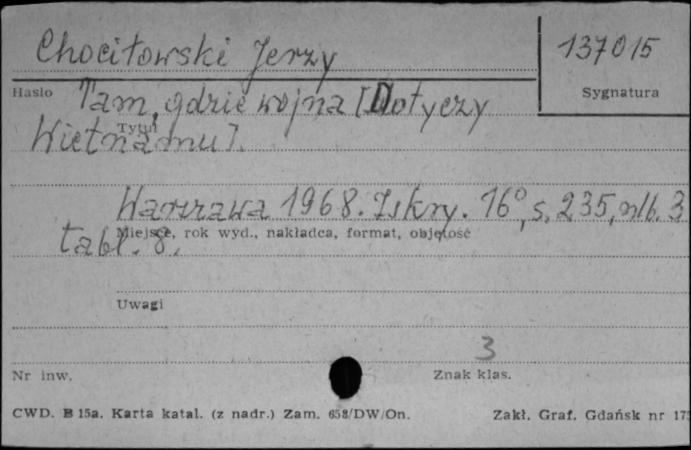 Chociłowski Jerzy
137015
Hasło
Sygnatura
Tam, gdzie wojna [Dotyczy
Tytuł
Wietnamu].
Warszawa 1968. Iskry. 16°, s. 235, nlb. 3
Miejsce, rok wyd., nakładca, format, objętość
tabl. 8.
Uwagi
3
Nr inw.
Znak klas.
CWD. B 15a. Karta katal. (z nadr.) Zam. 658/DW/On.
Zakł. Graf. Gdańsk nr